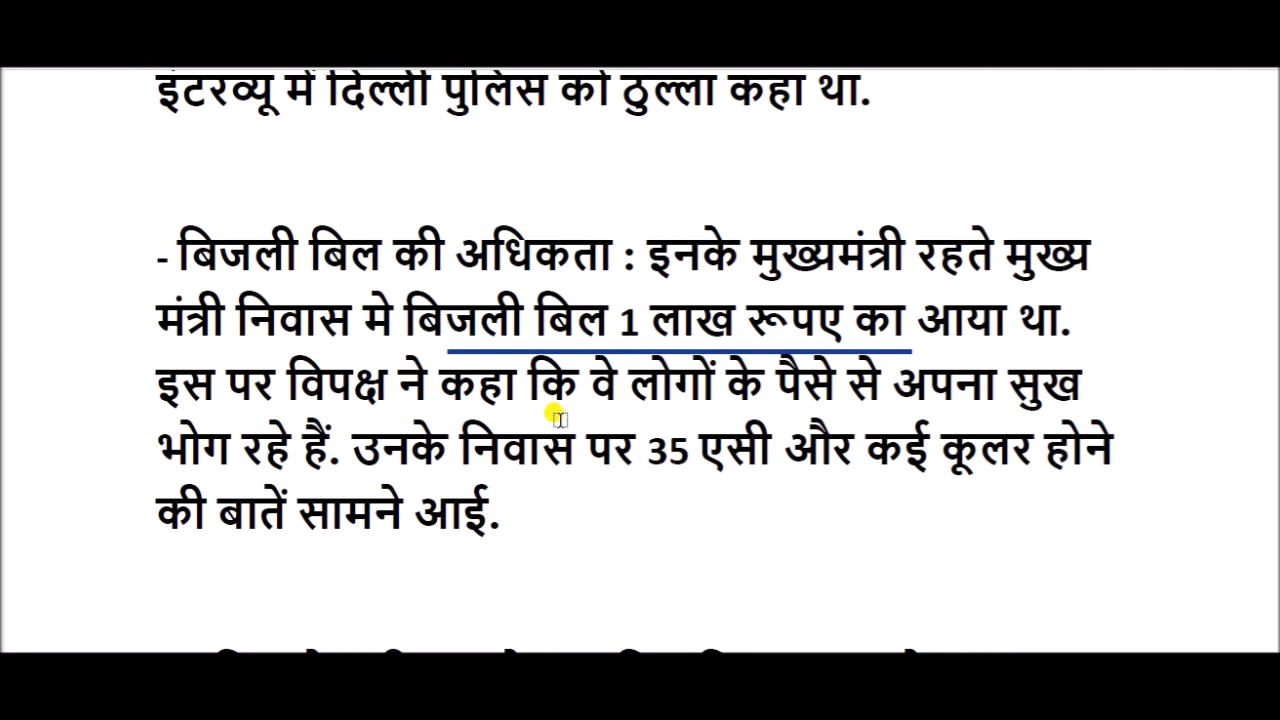 इंटरव्यू में दिल्ली पुलिस को ठुल्ला कहा था.
- बिजली बिल की अधिकता : इनके मुख्यमंत्री रहते मुख्य
मंत्री निवास मे बिजली बिल 1 लाख रूपए का आया था.
इस पर विपक्ष ने कहा कि वे लोगों के पैसे से अपना सुख
भोग रहे हैं. उनके निवास पर 35 एसी और कई कूलर होने
की बातें सामने आई.